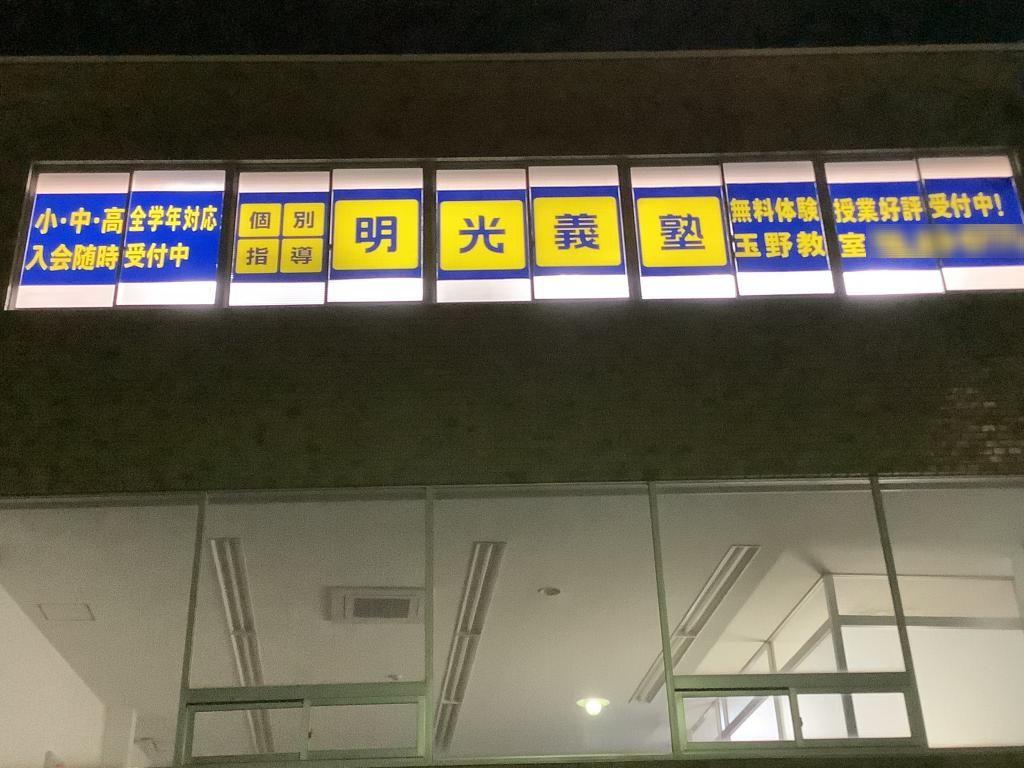 小・中・高全学年対応
入会随時受付中
個別
指導
明光義塾
無料体験授業好評受付中!
玉野教室